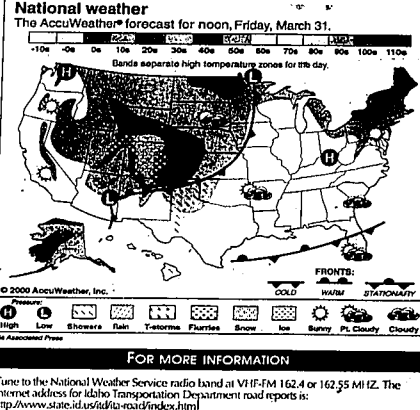 National weather
The AccuWeather® forecast for noon, Friday, March 31.
-10s -0s 0s 10s 20s 30s 40s 50s 60s 70s 80s 90s 100s 110s
Bands separate high temperature zones for the day.
H L
H
L
© 2000 AccuWeather, Inc.
FRONTS:
COLD WARM STATIONARY
Pressure:
H L
High Low Showers Rain T-storms Flurries Snow Ice Sunny Pt. Cloudy Cloudy
Associated Press
FOR MORE INFORMATION
Tune to the National Weather Service radio band at VHF-FM 162.4 or 162.55 MHZ. The
Internet address for Idaho Transportation Department road reports is:
http://www.state.id.us/itd/ita-road/index.html